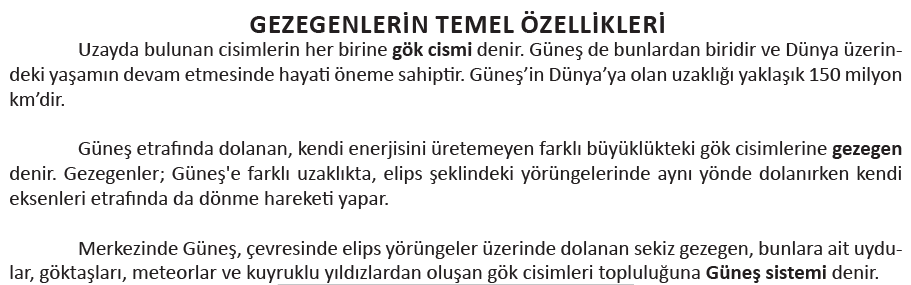 GEZEGENLERİN TEMEL ÖZELLİKLERİ
Uzayda bulunan cisimlerin her birine gök cismi denir. Güneş de bunlardan biridir ve Dünya üzerin-
deki yaşamın devam etmesinde hayati öneme sahiptir. Güneş’in Dünya’ya olan uzaklığı yaklaşık 150 milyon
km’dir.
Güneş etrafında dolanan, kendi enerjisini üretemeyen farklı büyüklükteki gök cisimlerine gezegen
denir. Gezegenler; Güneş'e farklı uzaklıkta, elips şeklindeki yörüngelerinde aynı yönde dolanırken kendi
eksenleri etrafında da dönme hareketi yapar.
Merkezinde Güneş, çevresinde elips yörüngeler üzerinde dolanan sekiz gezegen, bunlara ait uydu-
lar, göktaşları, meteorlar ve kuyruklu yıldızlardan oluşan gök cisimleri topluluğuna Güneş sistemi denir.